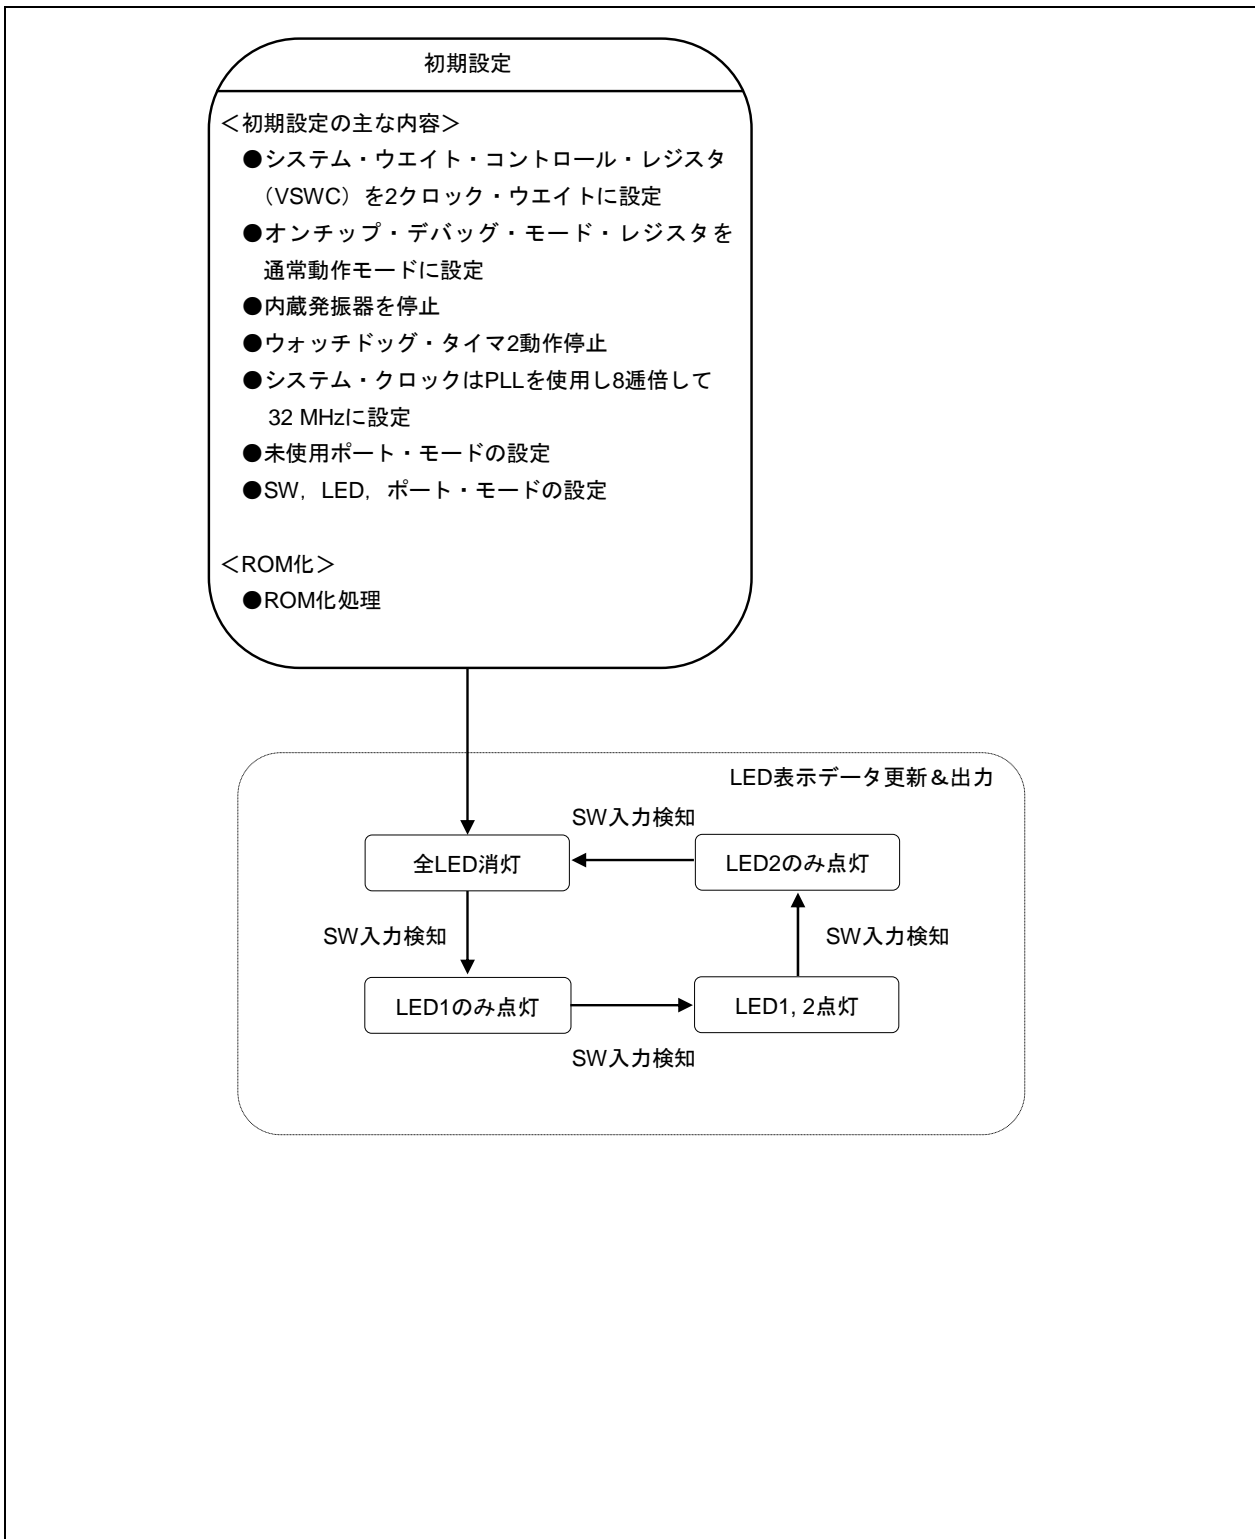 初期設定
＜初期設定の主な内容＞
●システム・ウエイト・コントロール・レジスタ
（VSWC）を2クロック・ウエイトに設定
●オンチップ・デバッグ・モード・レジスタを
通常動作モードに設定
●内蔵発振器を停止
●ウォッチドッグ・タイマ2動作停止
●システム・クロックはPLLを使用し8逓倍して
32 MHzに設定
●未使用ポート・モードの設定
●SW，LED，ポート・モードの設定
＜ROM化＞
●ROM化処理
LED表示データ更新＆出力
SW入力検知
全LED消灯
LED2のみ点灯
SW入力検知
SW入力検知
LED1のみ点灯
LED1, 2点灯
SW入力検知